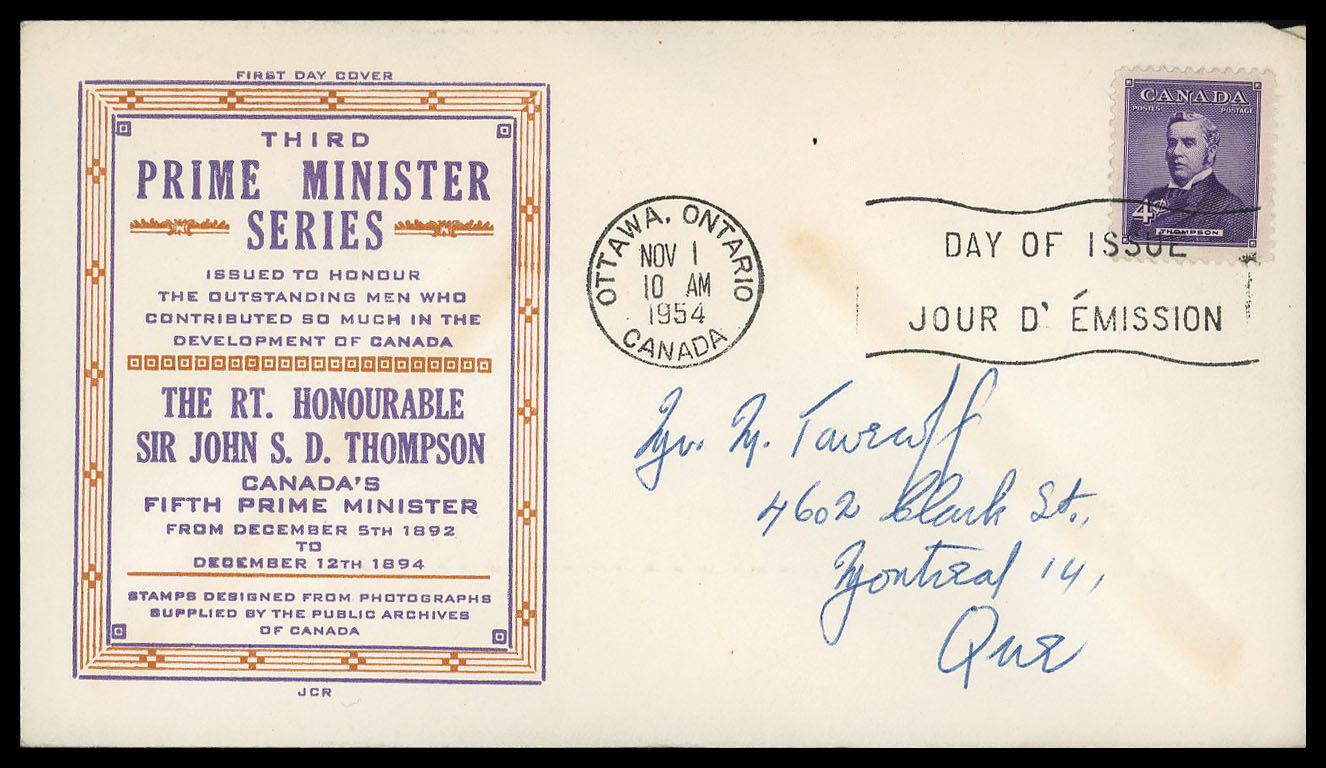 FIRST DAY COVER
THIRD
PRIME MINISTER
SERIES
ISSUED TO HONOUR
THE OUTSTANDING MEN WHO
CONTRIBUTED SO MUCH IN THE
DEVELOPMENT OF CANADA
THE RT. HONOURABLE
SIR JOHN S. D. THOMPSON
CANADA'S
FIFTH PRIME MINISTER
FROM DECEMBER 5TH 1892
TO
DECEMBER 12TH 1894
STAMPS DESIGNED FROM PHOTOGRAPHS
SUPPLIED BY THE PUBLIC ARCHIVES
OF CANADA
JCR
OTTAWA, ONTARIO
NOV 1
10 AM
1954
CANADA
CANADA
POSTES POSTAGE
4¢
THOMPSON
DAY OF ISSUE
JOUR D' ÉMISSION
Mr. M.
4602 Clark St.,
Montreal 14,
Que